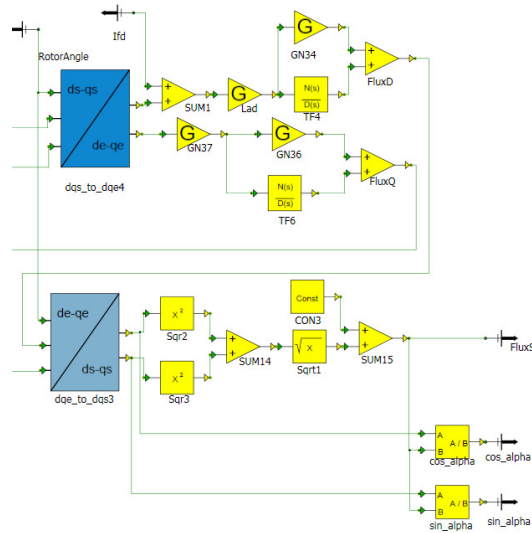 Ifd
RotorAngle
ds-qs
de-qe
dqs_to_dqe4
+
+
SUM1
G
Lad
G
GN34
N(s)
D(s)
TF4
+
+
FluxD
G
GN37
G
GN36
N(s)
D(s)
TF6
+
+
FluxQ
de-qe
ds-qs
dqe_to_dqs3
X²
Sqr2
X²
Sqr3
+
+
SUM14
Const
CON3
√X
Sqrt1
+
+
SUM15
FluxS
A
B
A / B
cos_alpha
cos_alpha
A
B
A / B
sin_alpha
sin_alpha